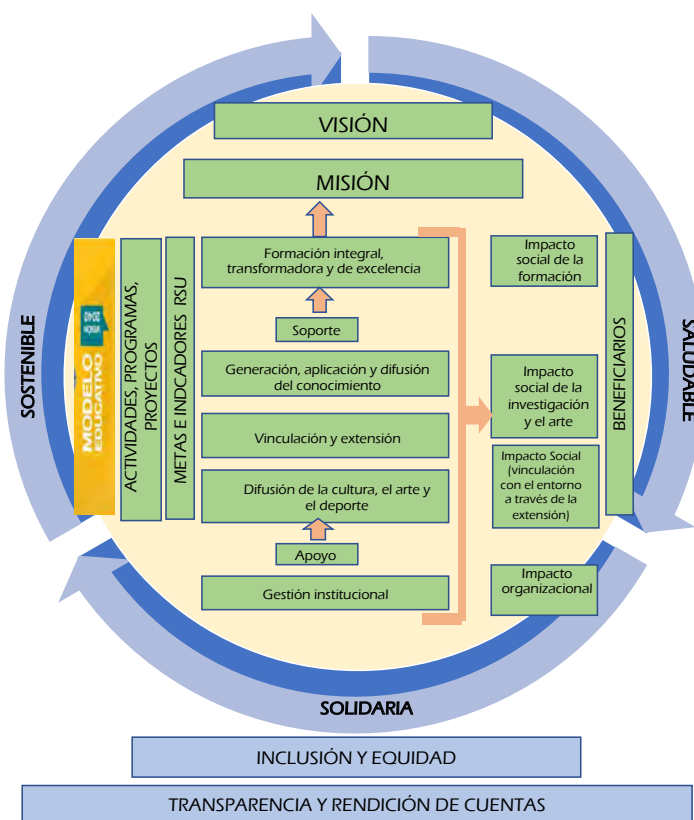 VISIÓN
MISIÓN
SOSTENIBLE
VISIÓN
2040
MODELO
EDUCATIVO
ACTIVIDADES, PROGRAMAS,
PROYECTOS
METAS E INDCADORES RSU
Formación integral,
transformadora y de excelencia
Soporte
Generación, aplicación y difusión
del conocimiento
Vinculación y extensión
Difusión de la cultura, el arte y
el deporte
Apoyo
Gestión institucional
Impacto
social de la
formación
Impacto
social de la
investigación
y el arte
Impacto Social
(vinculación
con el entorno
a través de la
extensión)
Impacto
organizacional
BENEFICIARIOS
SALUDABLE
SOLIDARIA
INCLUSIÓN Y EQUIDAD
TRANSPARENCIA Y RENDICIÓN DE CUENTAS